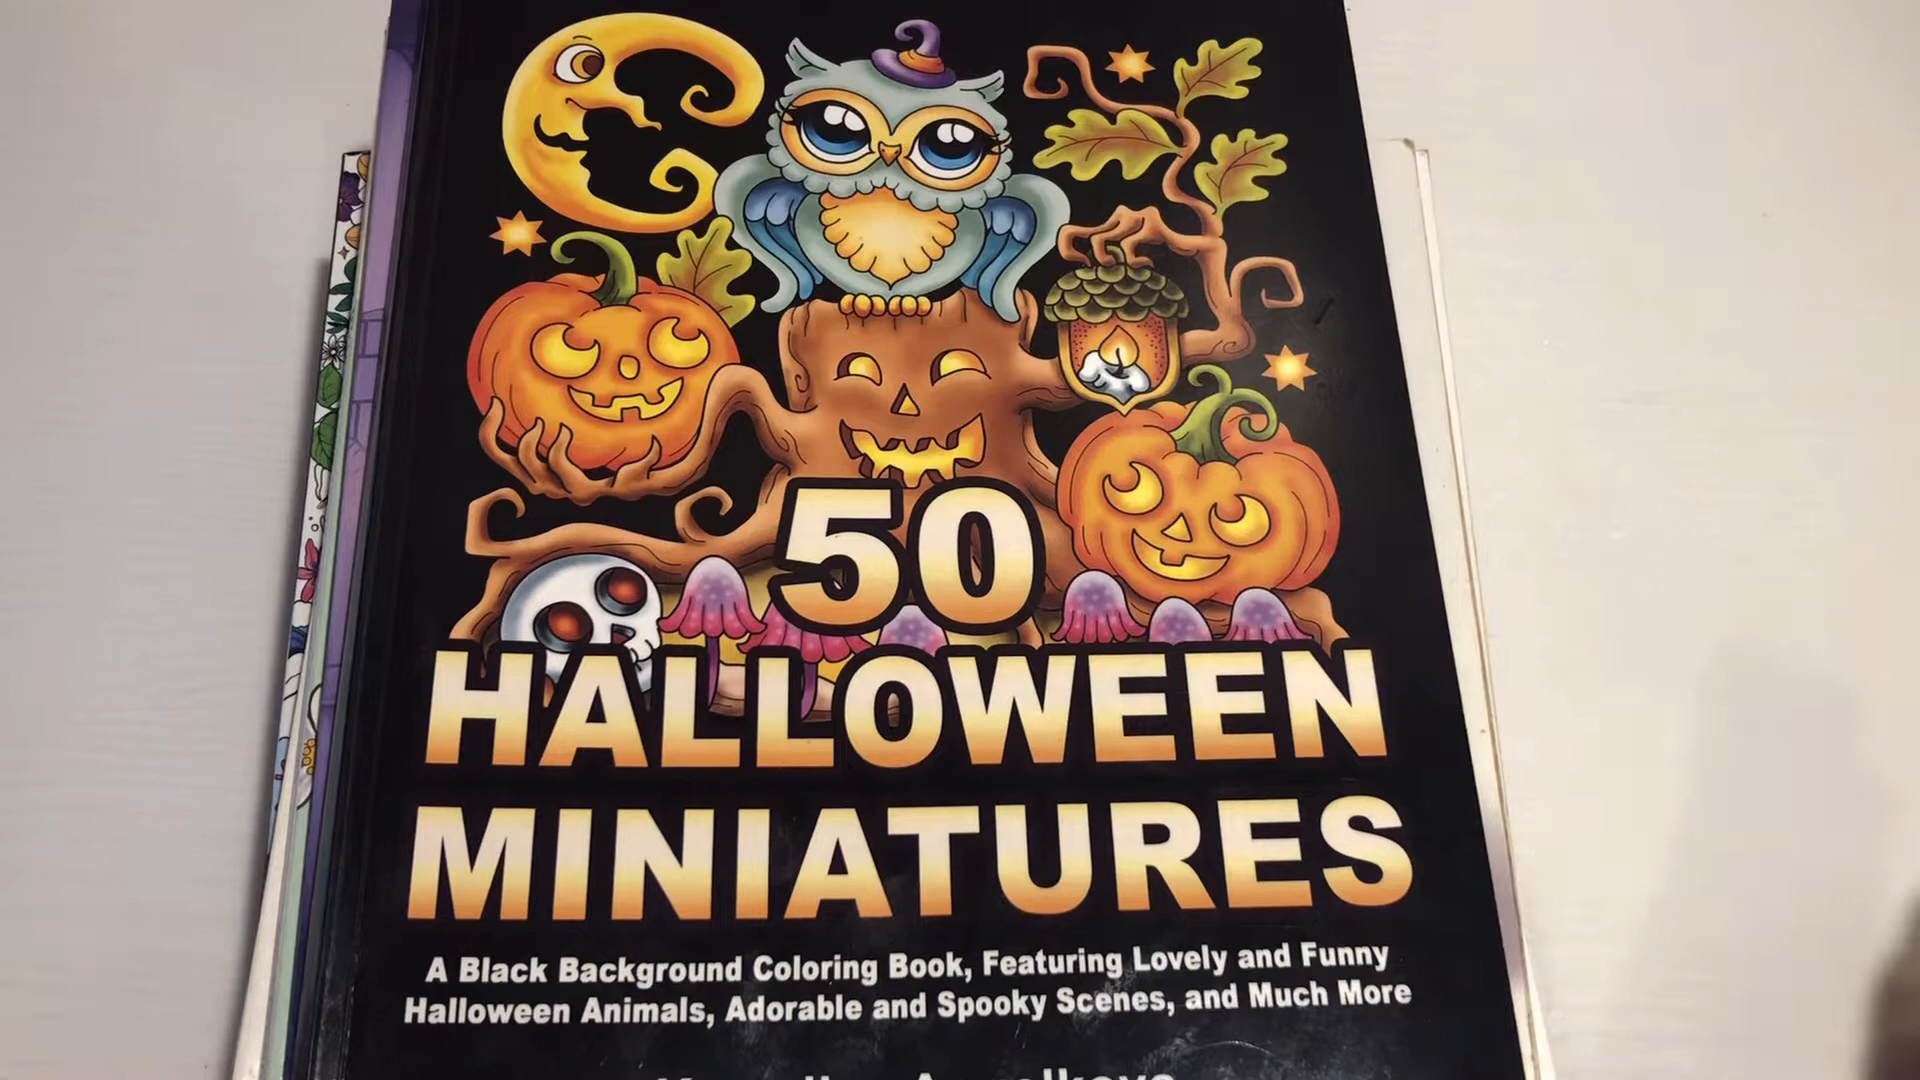 50
HALLOWEEN
MINIATURES
A Black Background Coloring Book, Featuring Lovely and Funny
Halloween Animals, Adorable and Spooky Scenes, and Much More